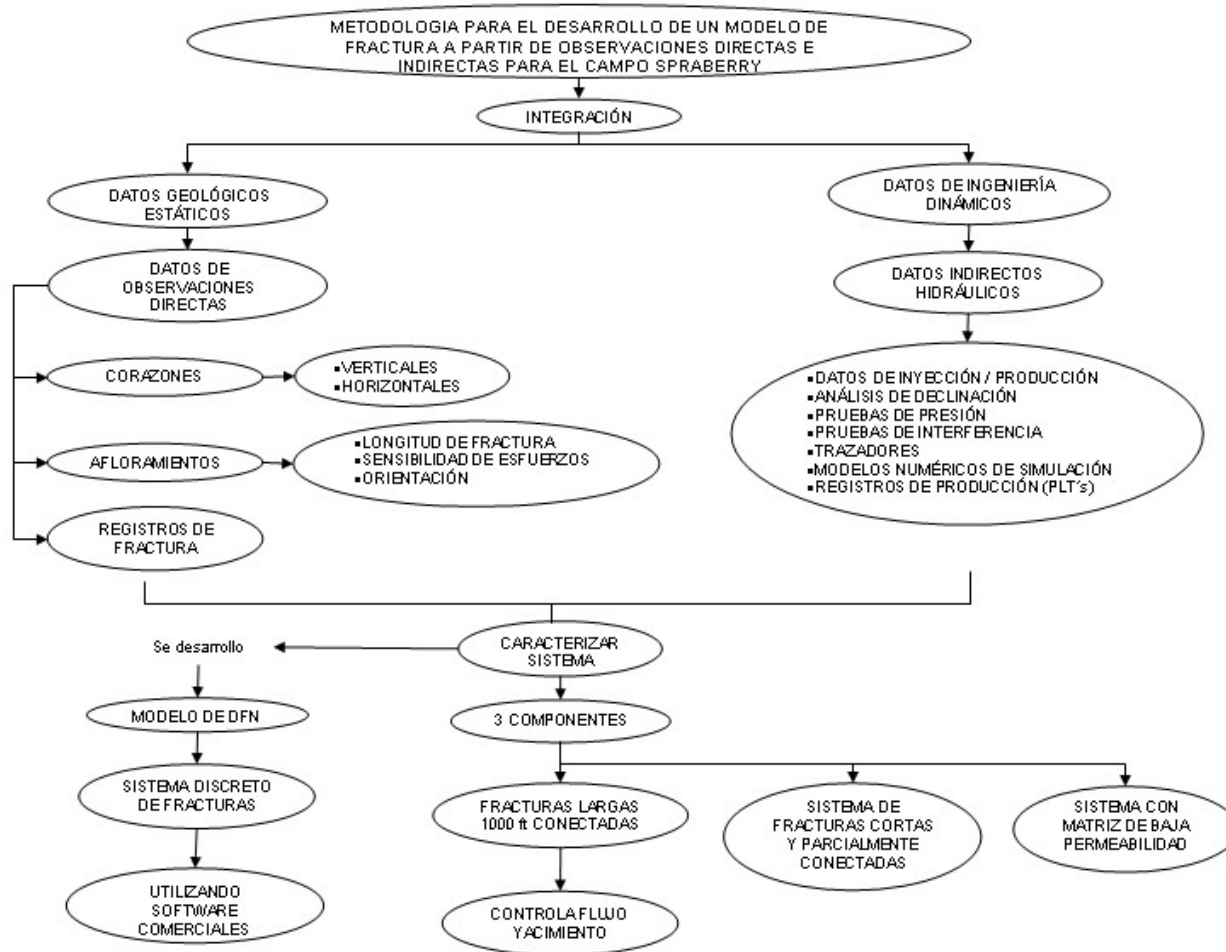 METODOLOGIA PARA EL DESARROLLO DE UN MODELO DE
FRACTURA A PARTIR DE OBSERVACIONES DIRECTAS E
INDIRECTAS PARA EL CAMPO SPRABERRY
INTEGRACIÓN
DATOS GEOLÓGICOS
ESTÁTICOS
DATOS DE
OBSERVACIONES
DIRECTAS
CORAZONES
▪VERTICALES
▪HORIZONTALES
AFLORAMIENTOS
▪LONGITUD DE FRACTURA
▪SENSIBILIDAD DE ESFUERZOS
▪ORIENTACIÓN
REGISTROS DE
FRACTURA
DATOS DE INGENIERÍA
DINÁMICOS
DATOS INDIRECTOS
HIDRÁULICOS
▪DATOS DE INYECCIÓN / PRODUCCIÓN
▪ANÁLISIS DE DECLINACIÓN
▪PRUEBAS DE PRESIÓN
▪PRUEBAS DE INTERFERENCIA
▪TRAZADORES
▪MODELOS NUMÉRICOS DE SIMULACIÓN
▪REGISTROS DE PRODUCCIÓN (PLT´s)
CARACTERIZAR
SISTEMA
Se desarrollo
MODELO DE DFN
SISTEMA DISCRETO
DE FRACTURAS
UTILIZANDO
SOFTWARE
COMERCIALES
3 COMPONENTES
FRACTURAS LARGAS
1000 ft CONECTADAS
CONTROLA FLUJO
YACIMIENTO
SISTEMA DE
FRACTURAS CORTAS
Y PARCIALMENTE
CONECTADAS
SISTEMA CON
MATRIZ DE BAJA
PERMEABILIDAD